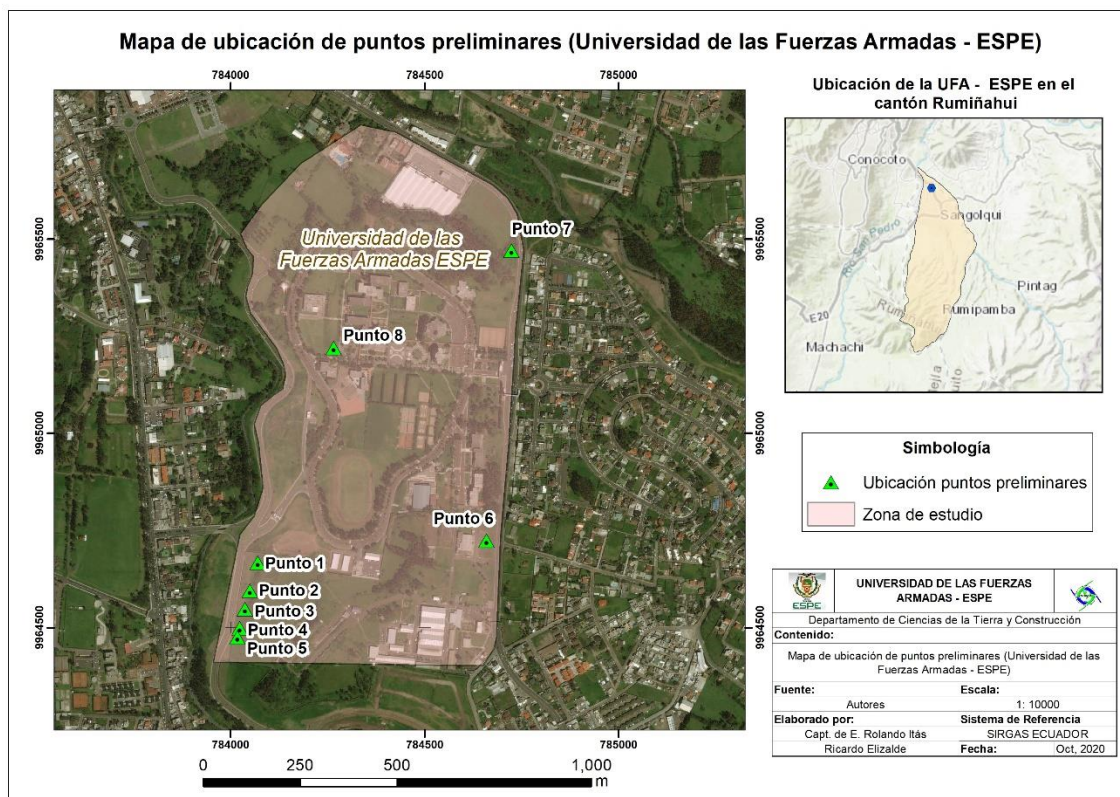 Mapa de ubicación de puntos preliminares (Universidad de las Fuerzas Armadas - ESPE)
784000
784500
785000
9965500
9965000
9964500
Universidad de las
Fuerzas Armadas ESPE
Punto 7
Punto 8
Punto 6
Punto 1
Punto 2
Punto 3
Punto 4
Punto 5
9965500
9965000
9964500
784000
784500
785000
0
250
500
1,000
m
Ubicación de la UFA - ESPE en el
cantón Rumiñahui
Conocoto
Sangolqui
Rio San Pedro
Pintag
Rumipamba
E20
Machachi
Simbología
Ubicación puntos preliminares
Zona de estudio
ESPE
UNIVERSIDAD DE LAS FUERZAS
ARMADAS - ESPE
Departamento de Ciencias de la Tierra y Construcción
Contenido:
Mapa de ubicación de puntos preliminares (Universidad de las
Fuerzas Armadas - ESPE)
Fuente:
Escala:
Autores
1: 10000
Elaborado por:
Sistema de Referencia
Capt. de E. Rolando Itás
SIRGAS ECUADOR
Ricardo Elizalde
Fecha:
Oct, 2020